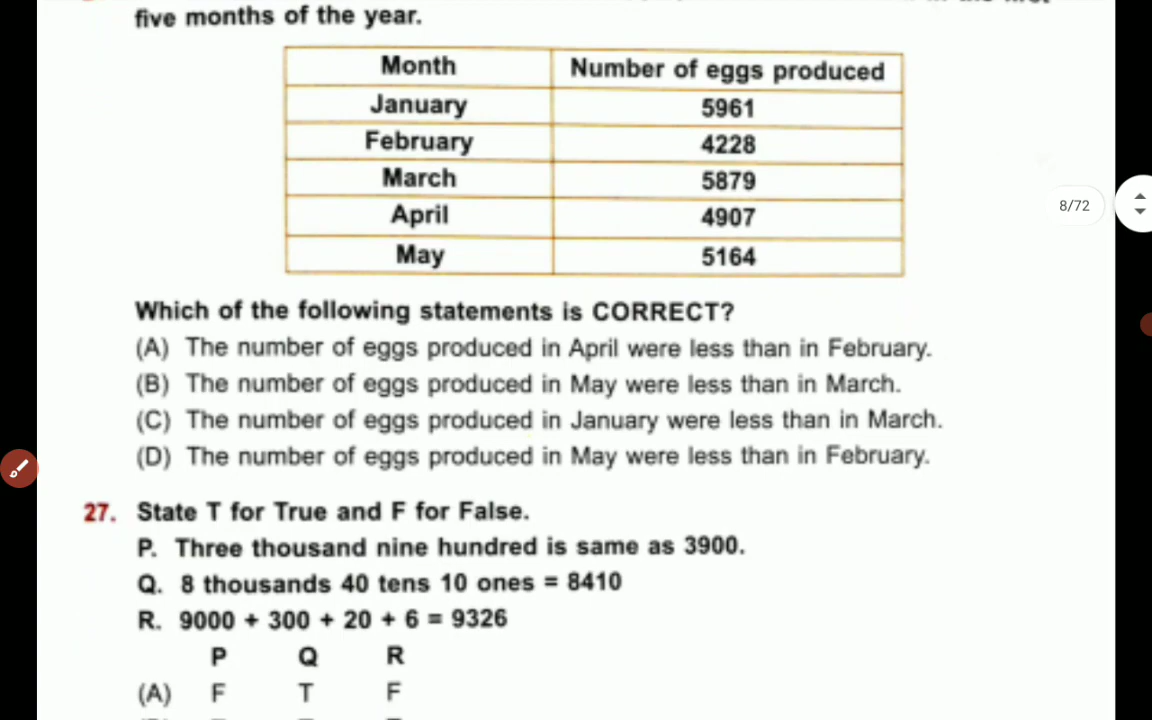 five months of the year.
Month Number of eggs produced
January 5961
February 4228
March 5879
April 4907
May 5164
8/72
Which of the following statements is CORRECT?
(A) The number of eggs produced in April were less than in February.
(B) The number of eggs produced in May were less than in March.
(C) The number of eggs produced in January were less than in March.
(D) The number of eggs produced in May were less than in February.
27. State T for True and F for False.
P. Three thousand nine hundred is same as 3900.
Q. 8 thousands 40 tens 10 ones = 8410
R. 9000 + 300 + 20 + 6 = 9326
P Q R
(A) F T F